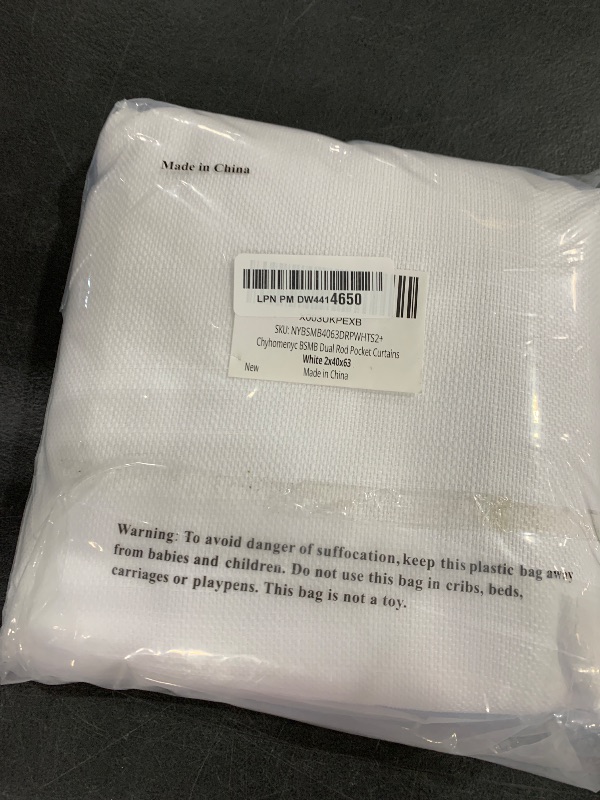 Made in China
LPN PM DW4414650
X003UKPEXB
SKU: NYBSMB4063DRPWHTS2+
Chyhomenyc BSMB Dual Rod Pocket Curtains
White 2x40x63
New
Made in China
Warning: To avoid danger of suffocation, keep this plastic bag away
from babies and children. Do not use this bag in cribs, beds,
carriages or playpens. This bag is not a toy.